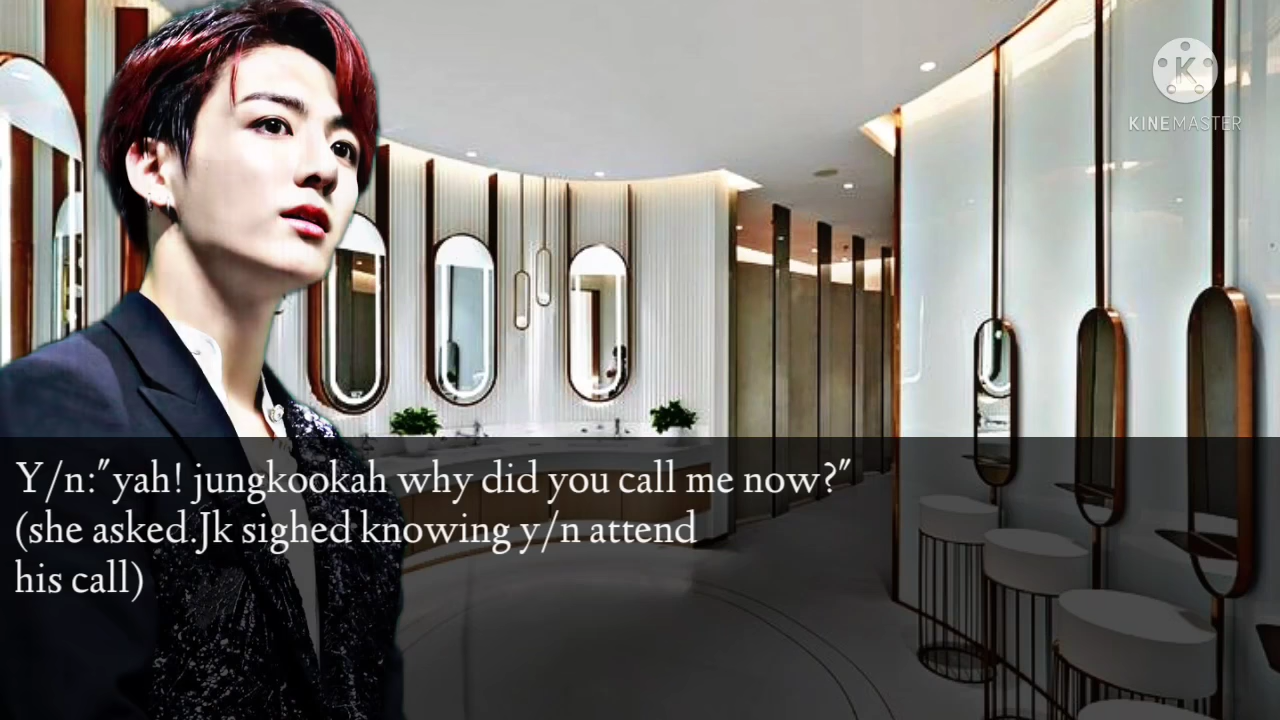 KINEMASTER
Y/n:"yah! jungkookah why did you call me now?"
(she asked.Jk sighed knowing y/n attend
his call)